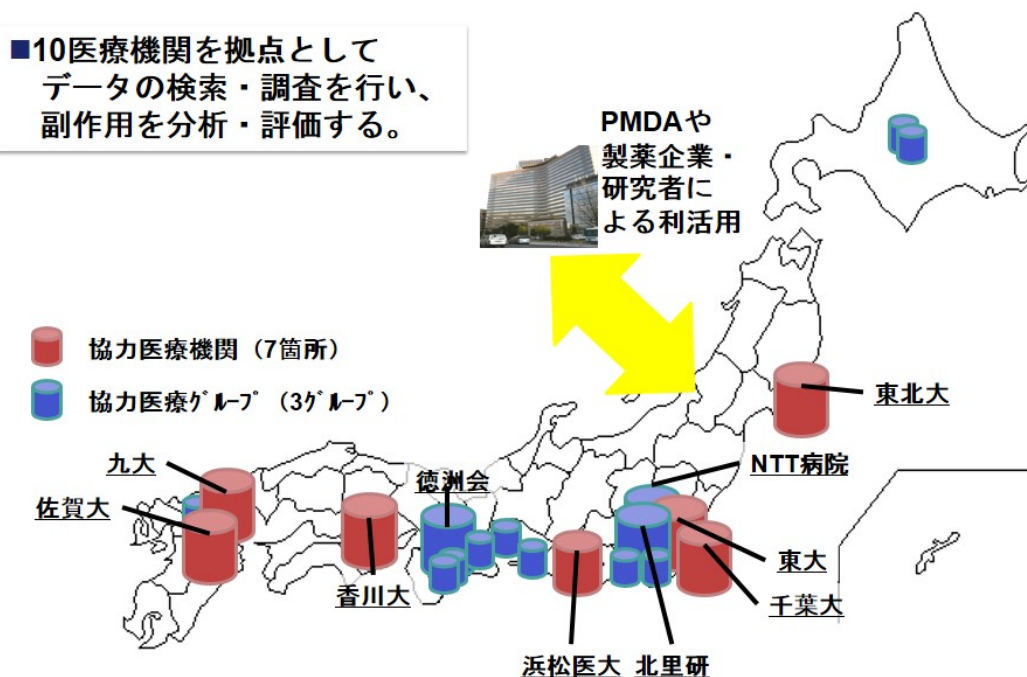 ■10医療機関を拠点として
データの検索・調査を行い、
副作用を分析・評価する。
PMDAや
製薬企業・
研究者に
よる利活用
協力医療機関（7箇所）
協力医療ｸﾞﾙｰﾌﾟ（3ｸﾞﾙｰﾌﾟ）
東北大
九大
徳洲会
NTT病院
佐賀大
香川大
東大
千葉大
浜松医大
北里研